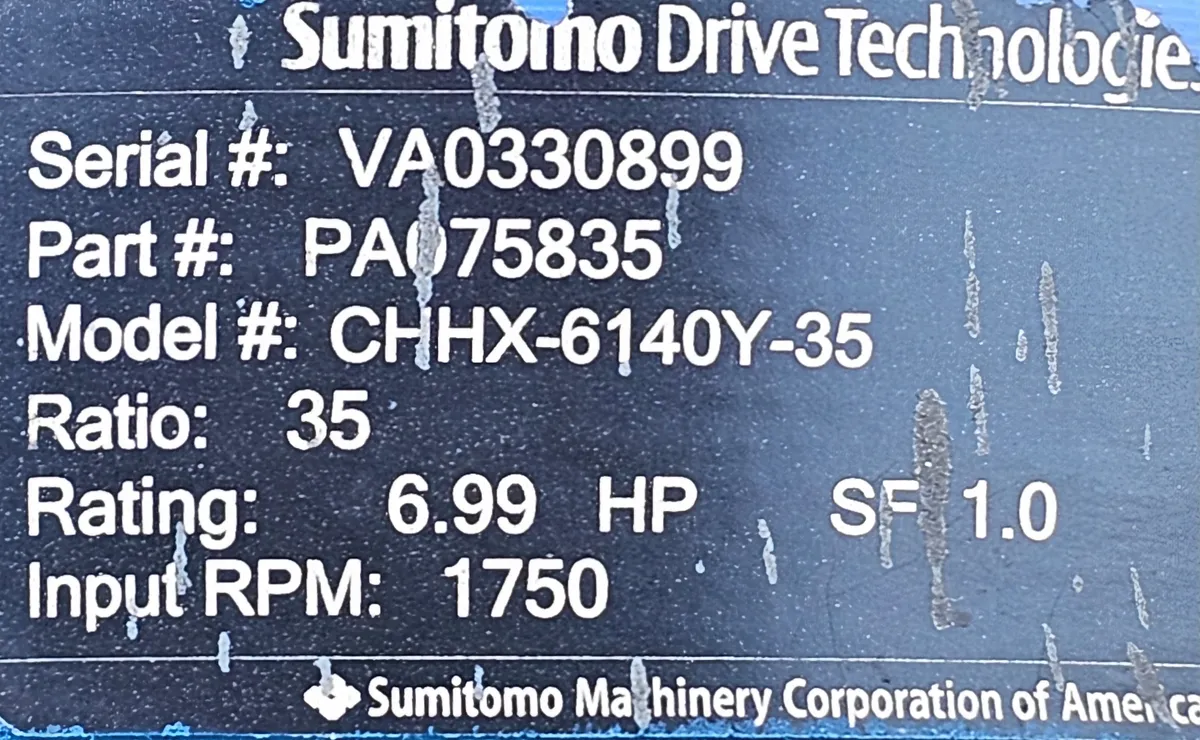 Sumitomo Drive Technologies
Serial #: VA0330899
Part #: PA075835
Model #: CHHX-6140Y-35
Ratio: 35
Rating: 6.99 HP SF 1.0
Input RPM: 1750
Sumitomo Machinery Corporation of America